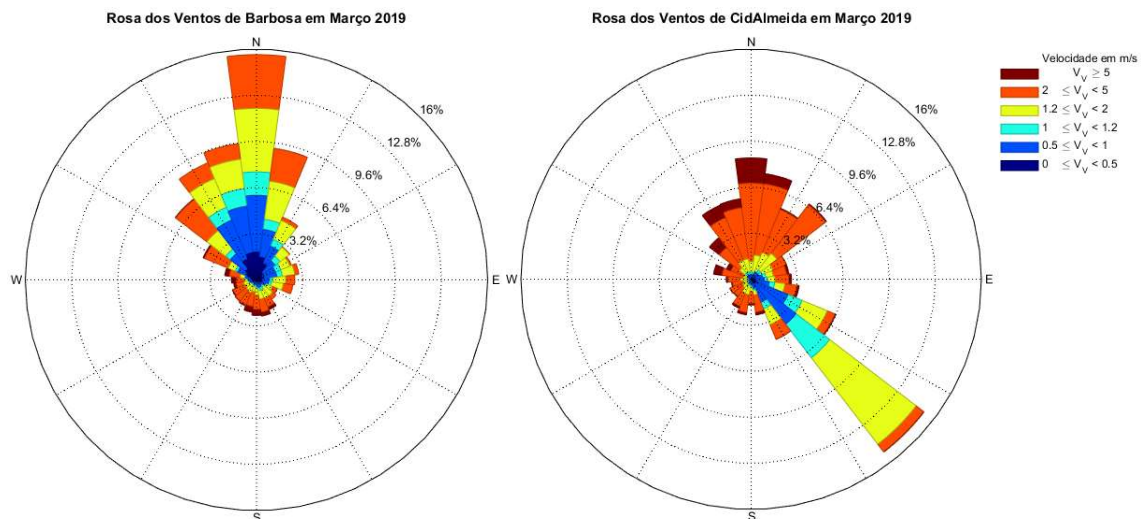 Rosa dos Ventos de Barbosa em Março 2019
N
16%
12.8%
9.6%
6.4%
3.2%
W
E
S
Rosa dos Ventos de CidAlmeida em Março 2019
N
16%
12.8%
9.6%
6.4%
3.2%
W
E
S
Velocidade em m/s
V_V ≥ 5
2 ≤ V_V < 5
1.2 ≤ V_V < 2
1 ≤ V_V < 1.2
0.5 ≤ V_V < 1
0 ≤ V_V < 0.5